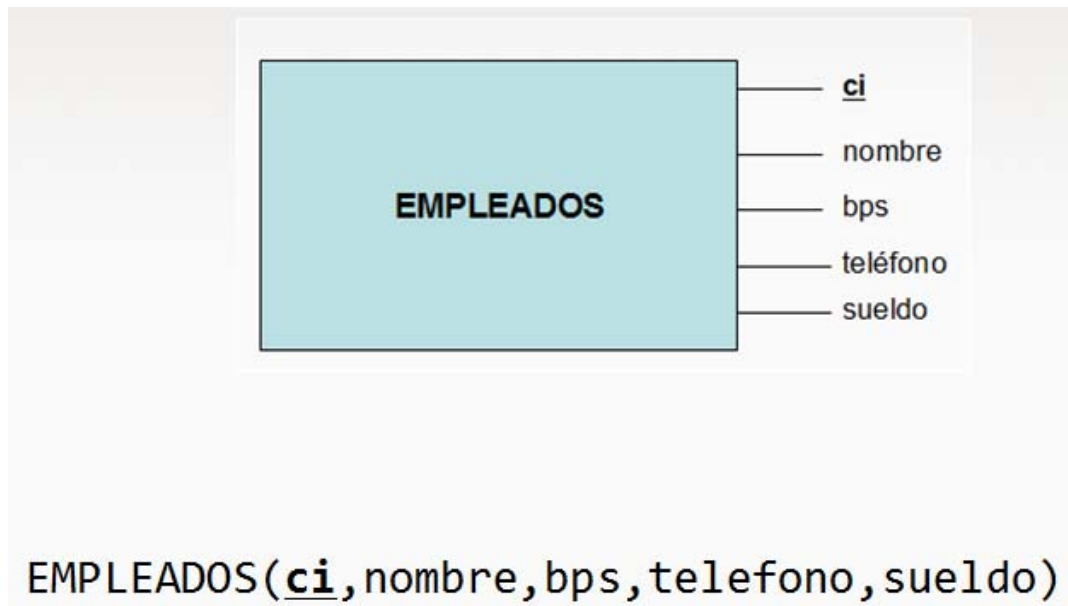 EMPLEADOS
ci
nombre
bps
teléfono
sueldo
EMPLEADOS(ci,nombre,bps,telefono,sueldo)